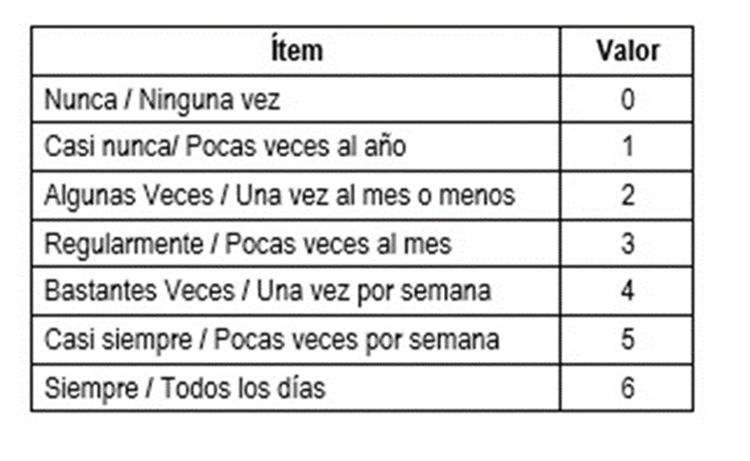 Ítem Valor
Nunca / Ninguna vez 0
Casi nunca/ Pocas veces al año 1
Algunas Veces / Una vez al mes o menos 2
Regularmente / Pocas veces al mes 3
Bastantes Veces / Una vez por semana 4
Casi siempre / Pocas veces por semana 5
Siempre / Todos los días 6